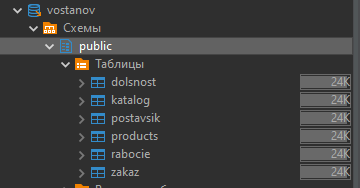 vostanov
Схемы
public
Таблицы
dolsnost 24K
katalog 24K
postavsik 24K
products 24K
rabocie 24K
zakaz 24K